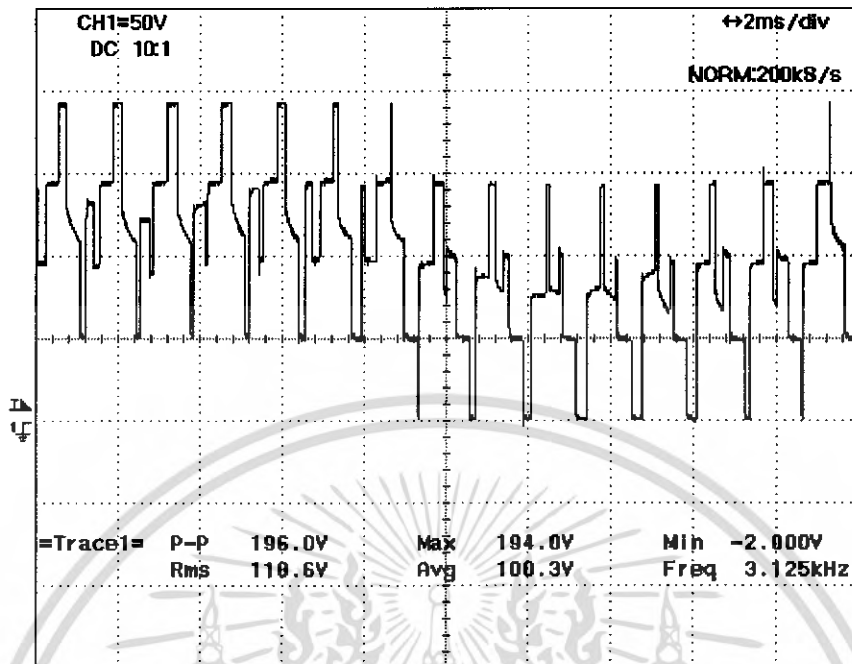 CH1=50V ↔2ms/div
DC 10:1
NORM:200kS/s
=Trace1= P-P 196.0V Max 194.0V Min -2.000V
Rms 110.6V Avg 100.3V Freq 3.125kHz